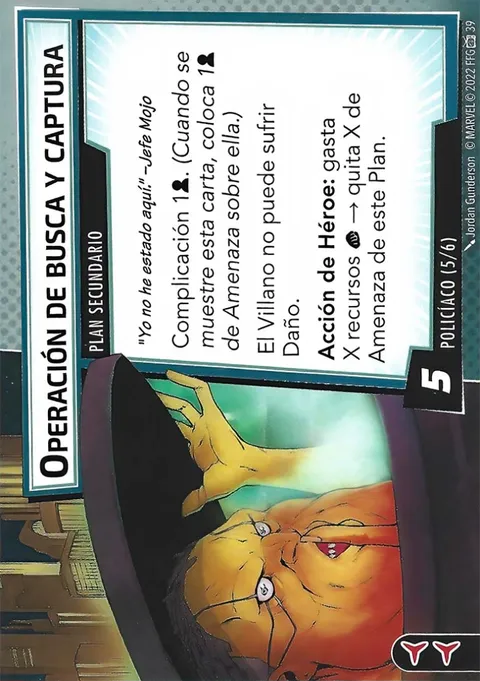 OPERACIÓN DE BUSCA Y CAPTURA
PLAN SECUNDARIO
"Yo no he estado aquí." –Jefe Mojo
Complicación 1. (Cuando se
muestre esta carta, coloca 1
de Amenaza sobre ella.)
El Villano no puede sufrir
Daño.
Acción de Héroe: gasta
X recursos → quita X de
Amenaza de este Plan.
5
POLICÍACO (5/6)
Jordan Gunderson © MARVEL © 2022 FFG 39